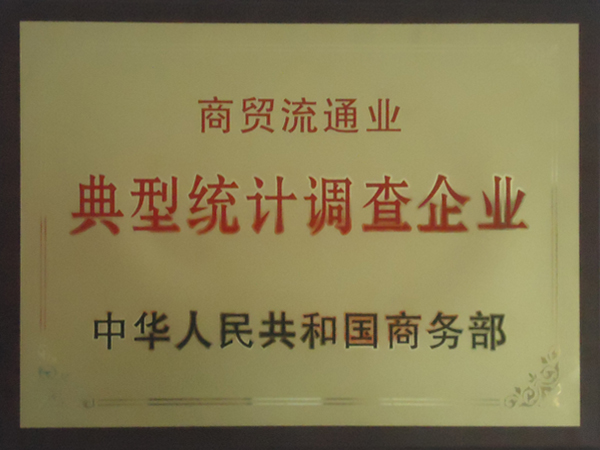 商贸流通业
典型统计调查企业
中华人民共和国商务部